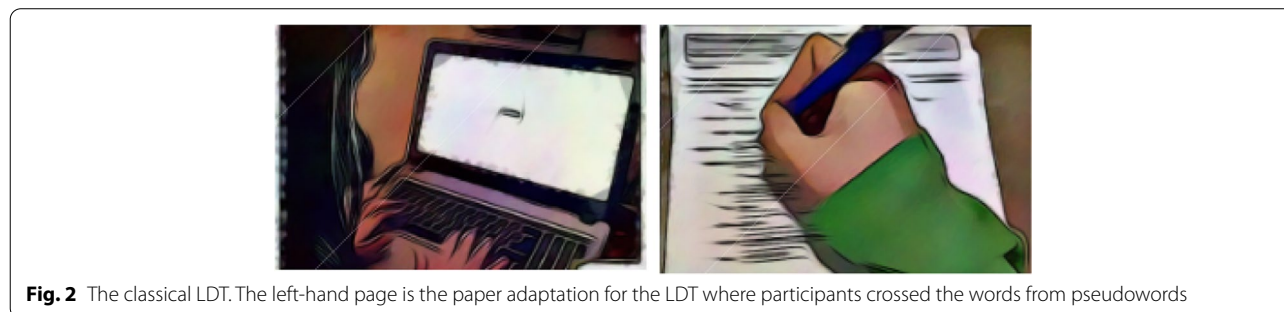 Fig. 2 The classical LDT. The left-hand page is the paper adaptation for the LDT where participants crossed the words from pseudowords